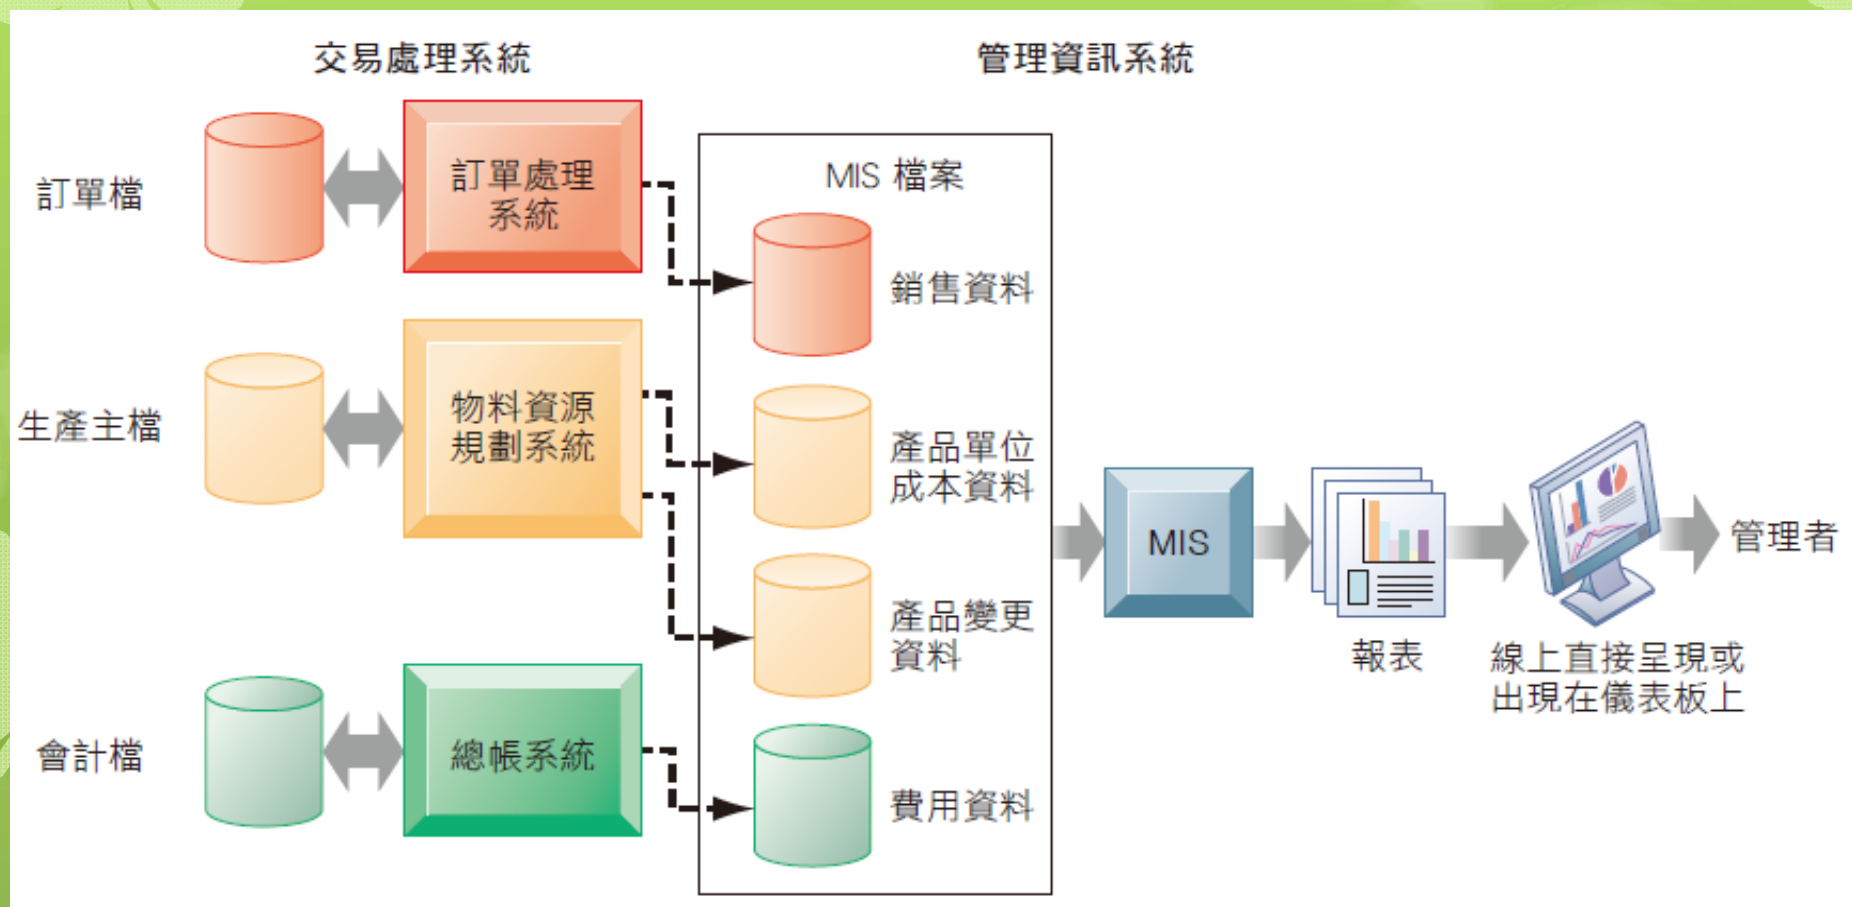 交易處理系統
管理資訊系統
訂單檔
訂單處理
系統
MIS 檔案
銷售資料
生產主檔
物料資源
規劃系統
產品單位
成本資料
產品變更
資料
會計檔
總帳系統
費用資料
MIS
報表
線上直接呈現或
出現在儀表板上
管理者